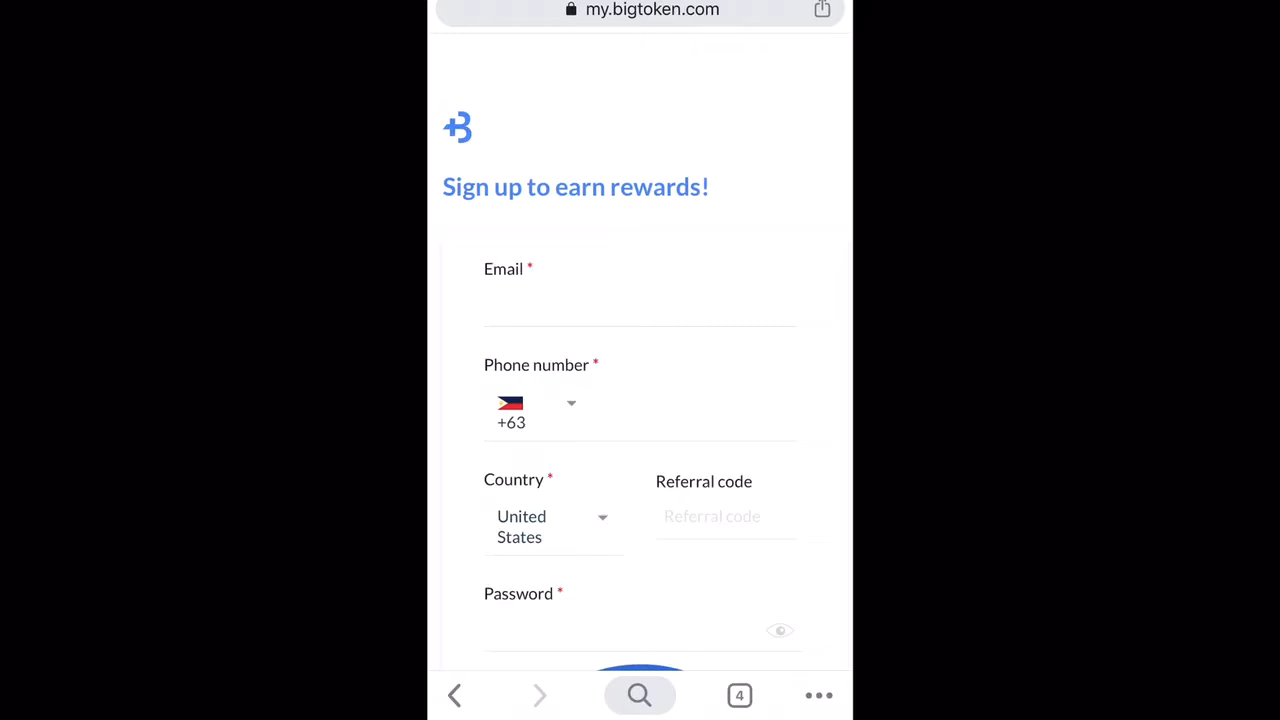 my.bigtoken.com
Sign up to earn rewards!
Email *
Phone number *
+63
Country *
Referral code
United
States
Referral code
Password *
4